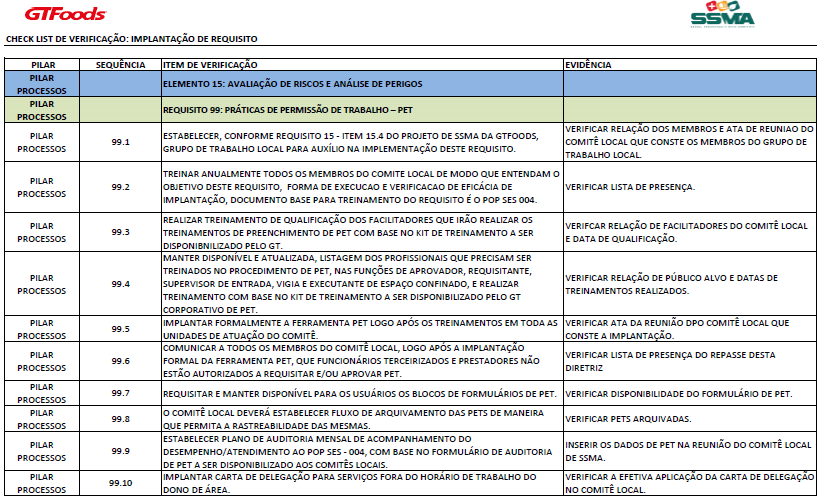 GTFoods
SSMA
CHECK LIST DE VERIFICAÇÃO: IMPLANTAÇÃO DE REQUISITO
PILAR SEQUÊNCIA ITEM DE VERIFICAÇÃO EVIDÊNCIA
PILAR
PROCESSOS
ELEMENTO 15: AVALIAÇÃO DE RISCOS E ANÁLISE DE PERIGOS
PILAR
PROCESSOS
REQUISITO 99: PRÁTICAS DE PERMISSÃO DE TRABALHO – PET
PILAR
PROCESSOS
99.1
ESTABELECER, CONFORME REQUISITO 15 - ITEM 15.4 DO PROJETO DE SSMA DA GTFOODS,
GRUPO DE TRABALHO LOCAL PARA AUXÍLIO NA IMPLEMENTAÇÃO DESTE REQUISITO.
VERIFICAR RELAÇÃO DOS MEMBROS E ATA DE REUNIAO DO
COMITÊ LOCAL QUE CONSTE OS MEMBROS DO GRUPO DE
TRABALHO LOCAL.
PILAR
PROCESSOS
99.2
TREINAR ANUALMENTE TODOS OS MEMBROS DO COMITE LOCAL DE MODO QUE ENTENDAM O
OBJETIVO DESTE REQUISITO, FORMA DE EXECUCAO E VERIFICACAO DE EFICÁCIA DE
IMPLANTAÇÃO, DOCUMENTO BASE PARA TREINAMENTO DO REQUISITO É O POP SES 004.
VERIFICAR LISTA DE PRESENÇA.
PILAR
PROCESSOS
99.3
REALIZAR TREINAMENTO DE QUALIFICAÇÃO DOS FACILITADORES QUE IRÃO REALIZAR OS
TREINAMENTOS DE PREENCHIMENTO DE PET COM BASE NO KIT DE TREINAMENTO A SER
DISPONIBNILIZADO PELO GT.
VERIFCAR RELAÇÃO DE FACILITADORES DO COMITÊ LOCAL
E DATA DE QUALIFICAÇÃO.
PILAR
PROCESSOS
99.4
MANTER DISPONÍVEL E ATUALIZADA, LISTAGEM DOS PROFISSIONAIS QUE PRECISAM SER
TREINADOS NO PROCEDIMENTO DE PET, NAS FUNÇÕES DE APROVADOR, REQUISITANTE,
SUPERVISOR DE ENTRADA, VIGIA E EXECUTANTE DE ESPAÇO CONFINADO, E REALIZAR
TREINAMENTO COM BASE NO KIT DE TREINAMENTO A SER DISPONIBILIZADO PELO GT
CORPORATIVO DE PET.
VERIFICAR RELAÇÃO DE PÚBLICO ALVO E DATAS DE
TREINAMENTOS REALIZADOS.
PILAR
PROCESSOS
99.5
IMPLANTAR FORMALMENTE A FERRAMENTA PET LOGO APÓS OS TREINAMENTOS EM TODA AS
UNIDADES DE ATUAÇÃO DO COMITÊ.
VERIFICAR ATA DA REUNIÃO DPO COMITÊ LOCAL QUE
CONSTE A IMPLANTAÇÃO.
PILAR
PROCESSOS
99.6
COMUNICAR A TODOS OS MEMBROS DO COMITÊ LOCAL, LOGO APÓS A IMPLANTAÇÃO
FORMAL DA FERRAMENTA PET, QUE FUNCIONÁRIOS TERCEIRIZADOS E PRESTADORES NÃO
ESTÃO AUTORIZADOS A REQUISITAR E/OU APROVAR PET.
VERIFICAR LISTA DE PRESENÇA DO REPASSE DESTA
DIRETRIZ
PILAR
PROCESSOS
99.7
REQUISITAR E MANTER DISPONÍVEL PARA OS USUÁRIOS OS BLOCOS DE FORMULÁRIOS DE PET.
VERIFICAR DISPONIBILIDADE DO FORMULÁRIO DE PET.
PILAR
PROCESSOS
99.8
O COMITÊ LOCAL DEVERÁ ESTABELECER FLUXO DE ARQUIVAMENTO DAS PETS DE MANEIRA
QUE PERMITA A RASTREABILIDADE DAS MESMAS.
VERIFICAR PETS ARQUIVADAS.
PILAR
PROCESSOS
99.9
ESTABELECER PLANO DE AUDITORIA MENSAL DE ACOMPANHAMENTO DO
DESEMPENHO/ATENDIMENTO AO POP SES - 004, COM BASE NO FORMULÁRIO DE AUDITORIA
DE PET A SER DISPONIBILIZADO AOS COMITÊS LOCAIS.
INSERIR OS DADOS DE PET NA REUNIÃO DO COMITÊ LOCAL
DE SSMA.
PILAR
PROCESSOS
99.10
IMPLANTAR CARTA DE DELEGAÇÃO PARA SERVIÇOS FORA DO HORÁRIO DE TRABALHO DO
DONO DE ÁREA.
VERIFICAR A EFETIVA APLICAÇÃO DA CARTA DE DELEGAÇÃO
NO COMITÊ LOCAL.